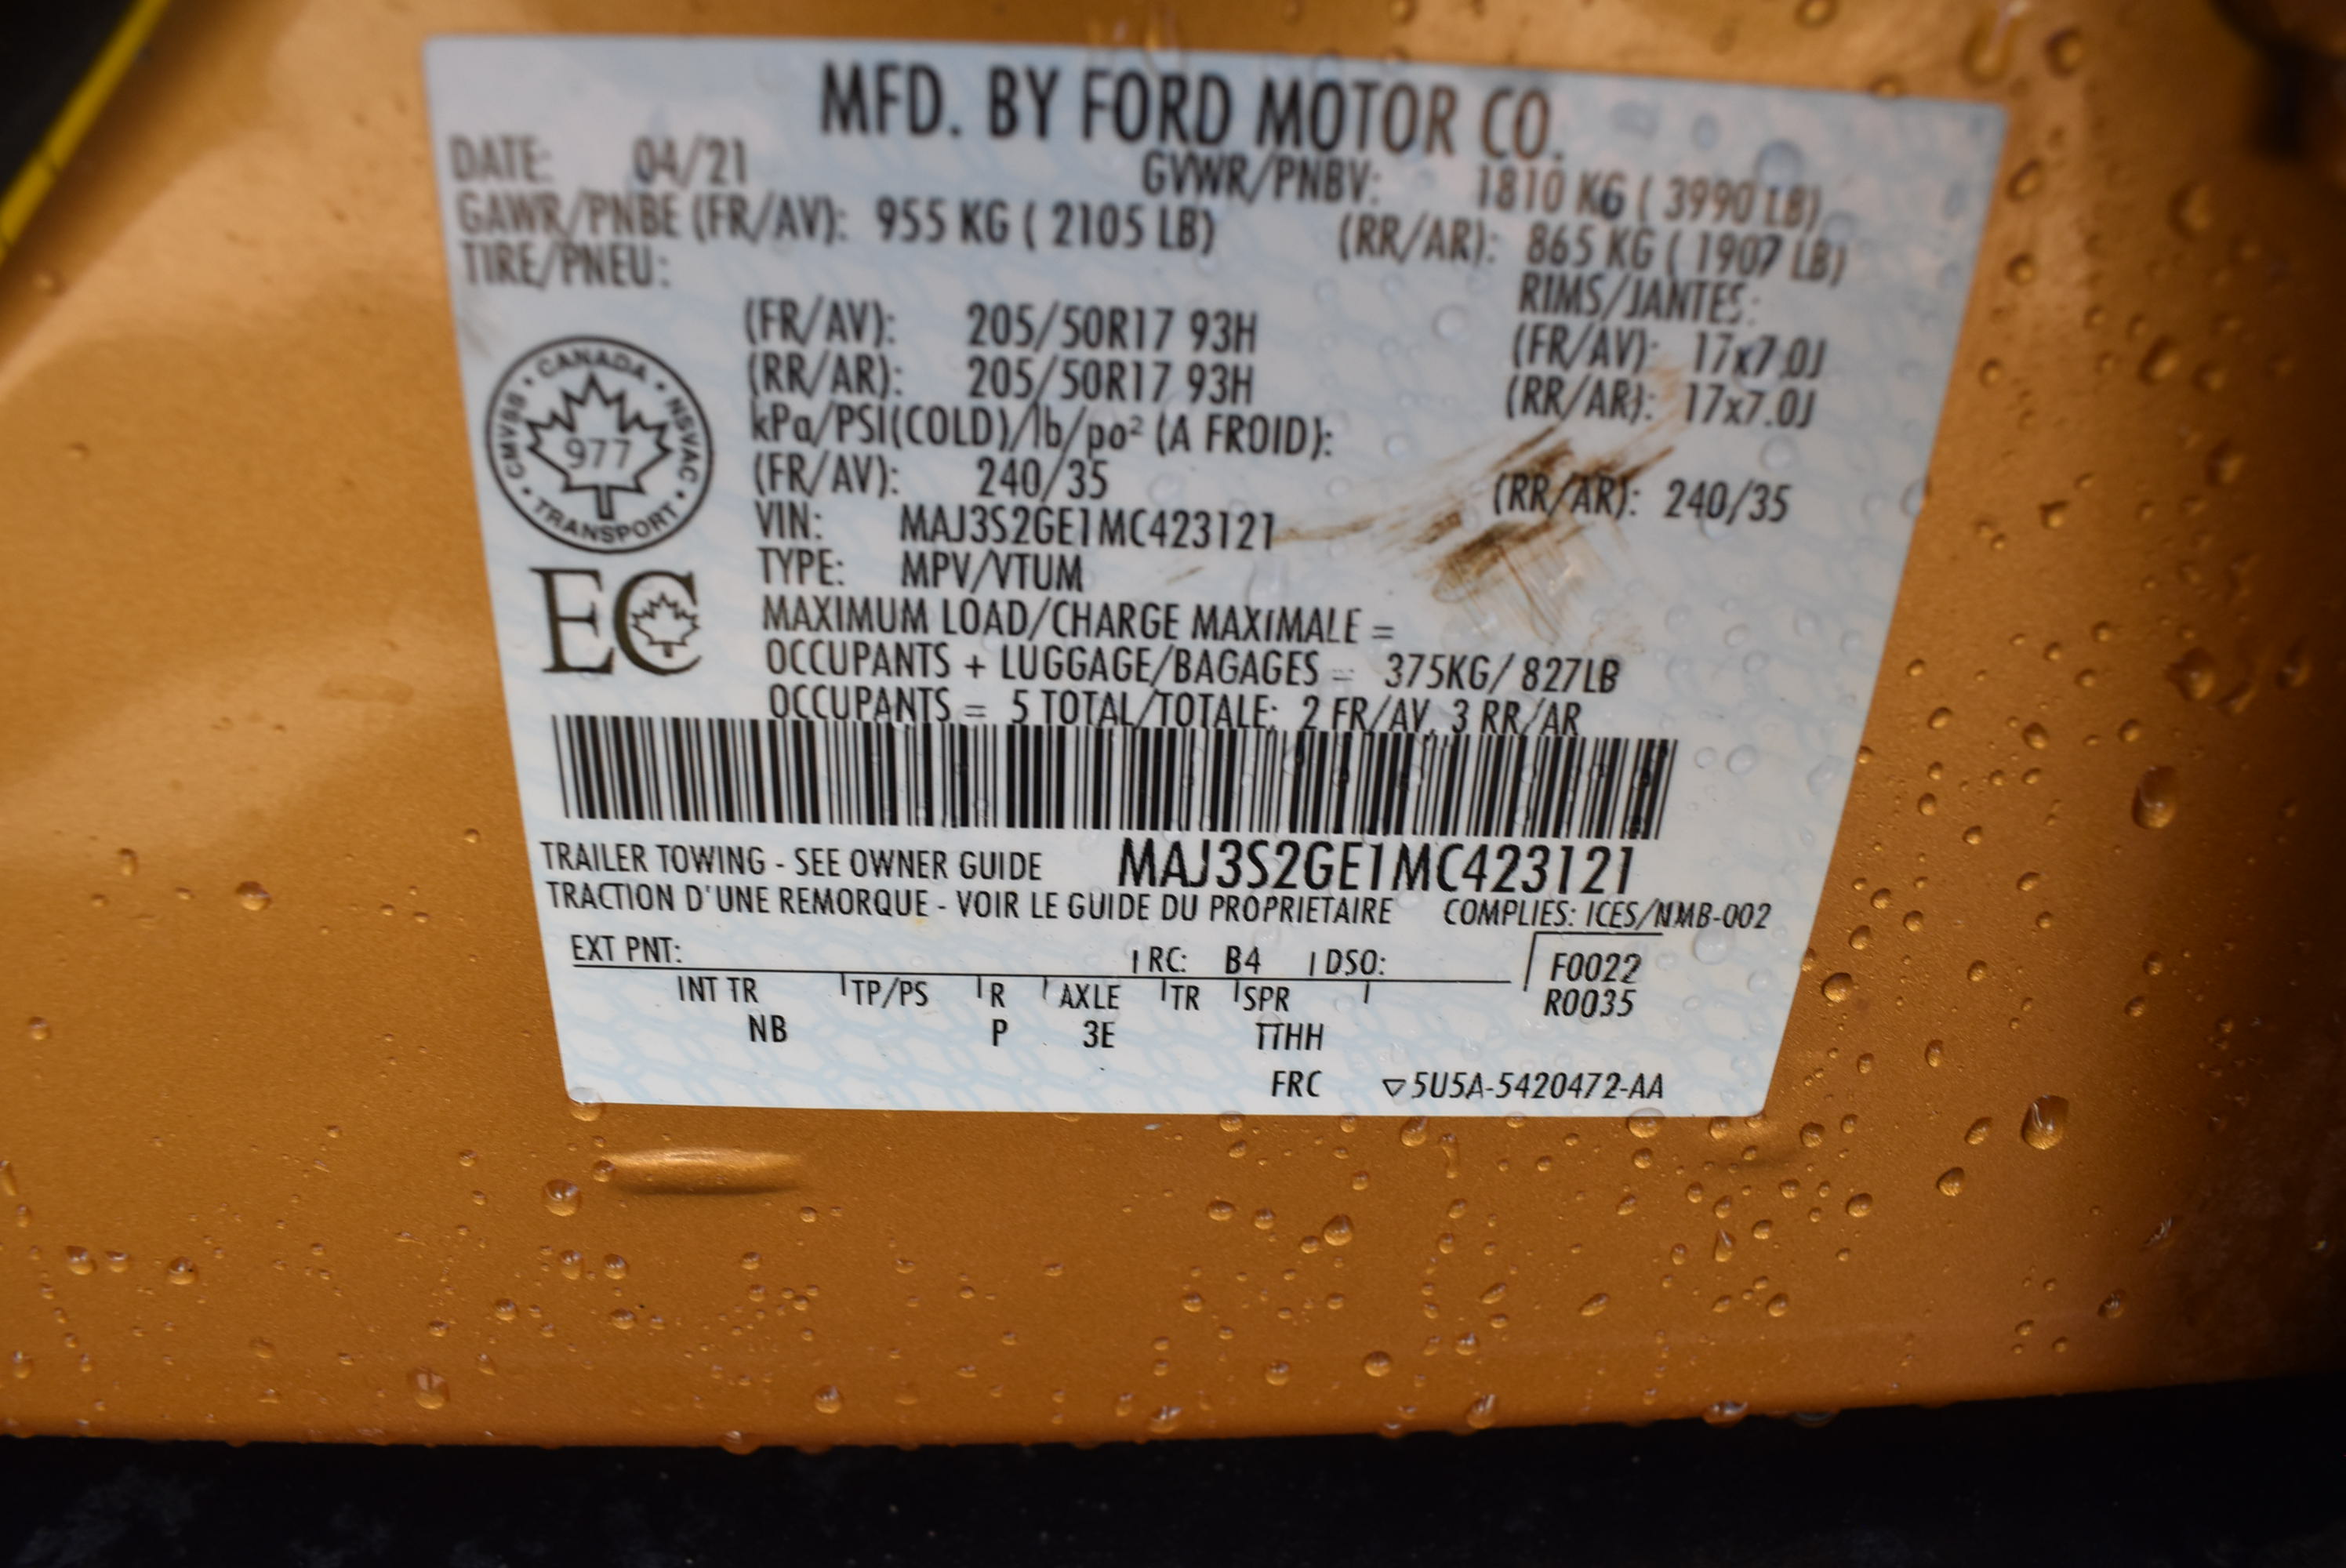 MFD. BY FORD MOTOR CO.
DATE: 04/21 GVWR/PNBV: 1810 KG ( 3990 LB)
GAWR/PNBE (FR/AV): 955 KG ( 2105 LB) (RR/AR): 865 KG ( 1907 LB)
TIRE/PNEU: RIMS/JANTES:
(FR/AV): 205/50R17 93H (FR/AV): 17x7.0J
(RR/AR): 205/50R17 93H (RR/AR): 17x7.0J
kPa/PSI(COLD)/lb/po² (A FROID):
(FR/AV): 240/35 (RR/AR): 240/35
VIN: MAJ3S2GE1MC423121
TYPE: MPV/VTUM
MAXIMUM LOAD/CHARGE MAXIMALE =
OCCUPANTS + LUGGAGE/BAGAGES = 375KG/ 827LB
OCCUPANTS = 5 TOTAL/TOTALE: 2 FR/AV, 3 RR/AR
CANADA • NSVAC • TRANSPORT • CMVSS •
977
EC
TRAILER TOWING - SEE OWNER GUIDE MAJ3S2GE1MC423121
TRACTION D'UNE REMORQUE - VOIR LE GUIDE DU PROPRIETAIRE COMPLIES: ICES/NMB-002
EXT PNT: RC: B4 DSO: F0022
INT TR TP/PS R AXLE TR SPR R0035
NB P 3E TTHH
FRC ▽5U5A-5420472-AA